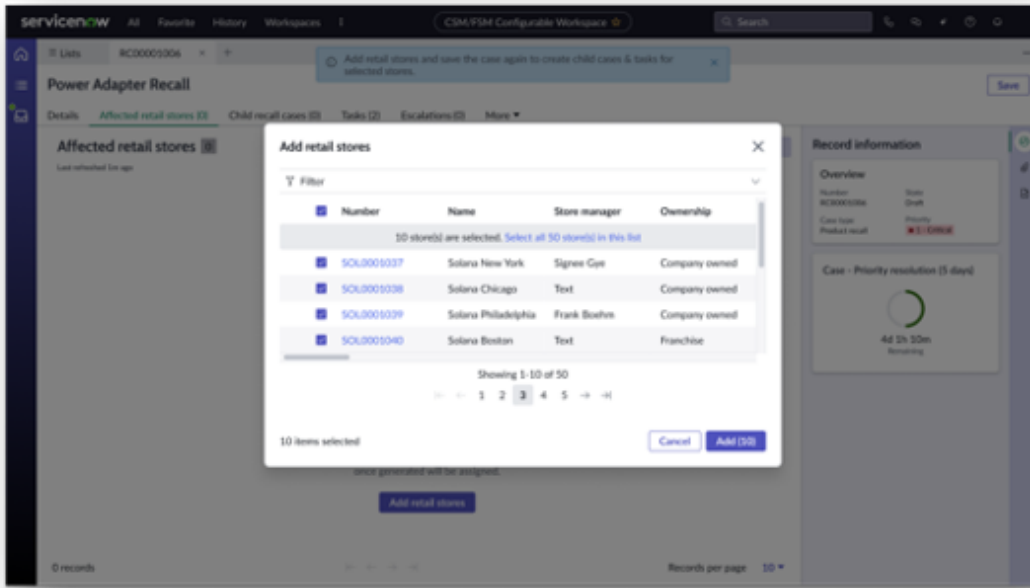 servicenow All Favorite History Workspaces CSM/FSM Configurable Workspace Search
Lists RC00001006
Add retail stores and save the case again to create child cases & tasks for
selected stores.
Power Adapter Recall Save
Details Affected retail stores (0) Child recall cases (0) Tasks (2) Escalations (0) More
Affected retail stores 0
Last refreshed 1m ago
Add retail stores
Filter
Number Name Store manager Ownership
10 store(s) are selected. Select all 50 store(s) in this list
SOL0001037 Solana New York Signee Gye Company owned
SOL0001038 Solana Chicago Text Company owned
SOL0001039 Solana Philadelphia Frank Boehm Company owned
SOL0001040 Solana Boston Text Franchise
Showing 1-10 of 50
1 2 3 4 5
10 items selected Cancel Add (10)
once generated will be assigned.
Add retail stores
0 records Records per page 10
Record information
Overview
Number State
RC00001006 Draft
Case type Priority
Product recall 1 - Critical
Case - Priority resolution (5 days)
4d 1h 10m
Remaining